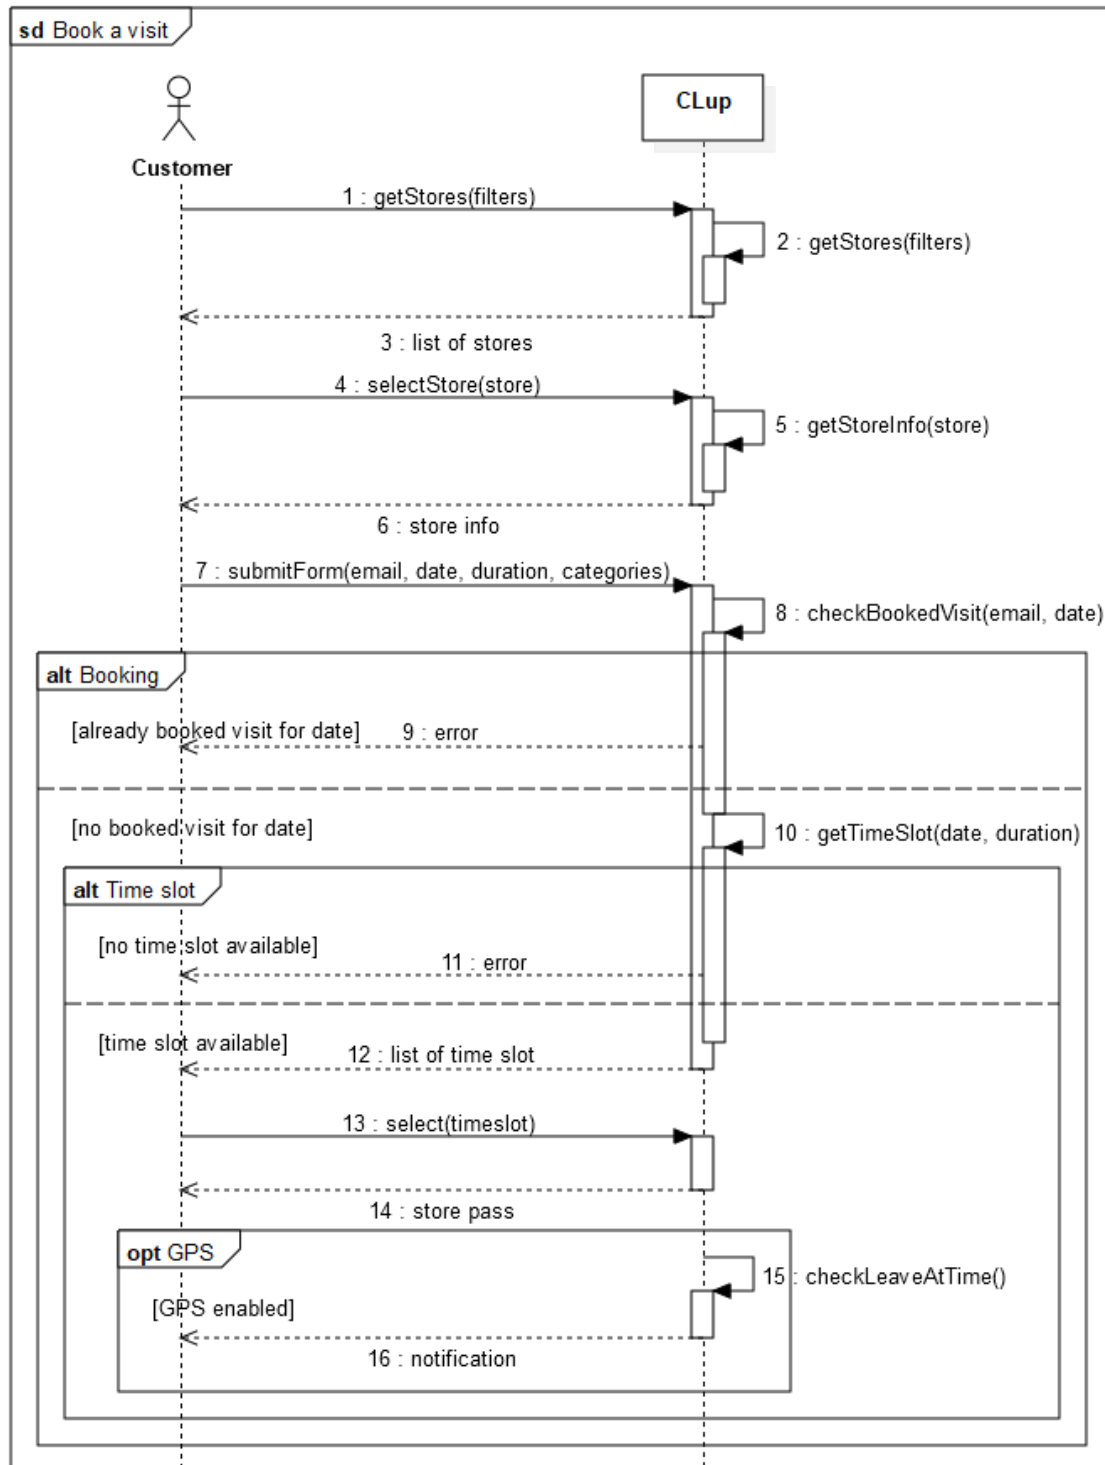 sd Book a visit
CLup
Customer
1 : getStores(filters)
2 : getStores(filters)
3 : list of stores
4 : selectStore(store)
5 : getStoreInfo(store)
6 : store info
7 : submitForm(email, date, duration, categories)
8 : checkBookedVisit(email, date)
alt Booking
[already booked visit for date]
9 : error
[no booked visit for date]
10 : getTimeSlot(date, duration)
alt Time slot
[no time slot available]
11 : error
[time slot available]
12 : list of time slot
13 : select(timeslot)
14 : store pass
opt GPS
15 : checkLeaveAtTime()
[GPS enabled]
16 : notification